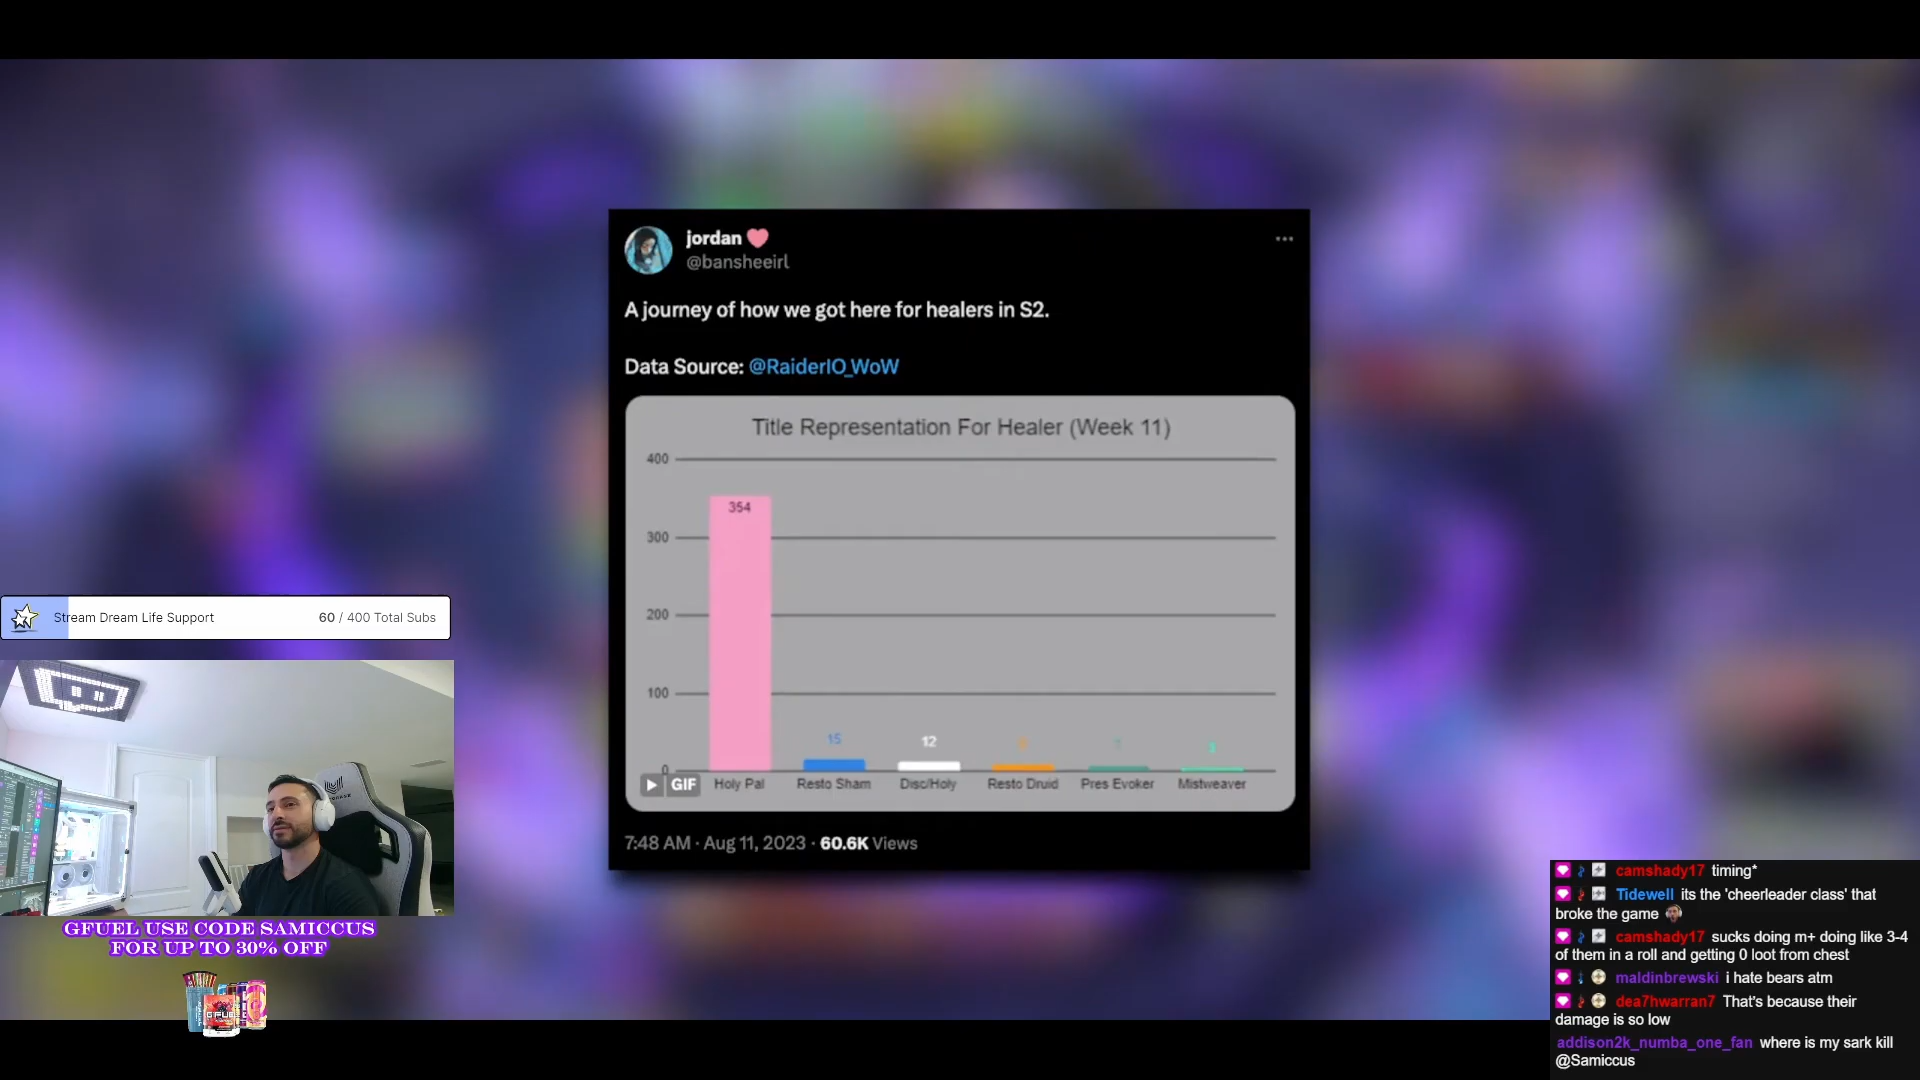 jordan
@bansheeirl
A journey of how we got here for healers in S2.
Data Source: @RaiderIO_WoW
Title Representation For Healer (Week 11)
400
300
200
100
0
354
15
12
Holy Pal
Resto Sham
Disc/Holy
Resto Druid
Pres Evoker
Mistweaver
GIF
7:48 AM · Aug 11, 2023 · 60.6K Views
Stream Dream Life Support
60 / 400 Total Subs
GFUEL USE CODE SAMICCUS
FOR UP TO 30% OFF
camshady17 timing*
Tidewell its the 'cheerleader class' that
broke the game
camshady17 sucks doing m+ doing like 3-4
of them in a roll and getting 0 loot from chest
maldinbrewski i hate bears atm
dea7hwarran7 That's because their
damage is so low
addison2k_numba_one_fan where is my sark kill
@Samiccus